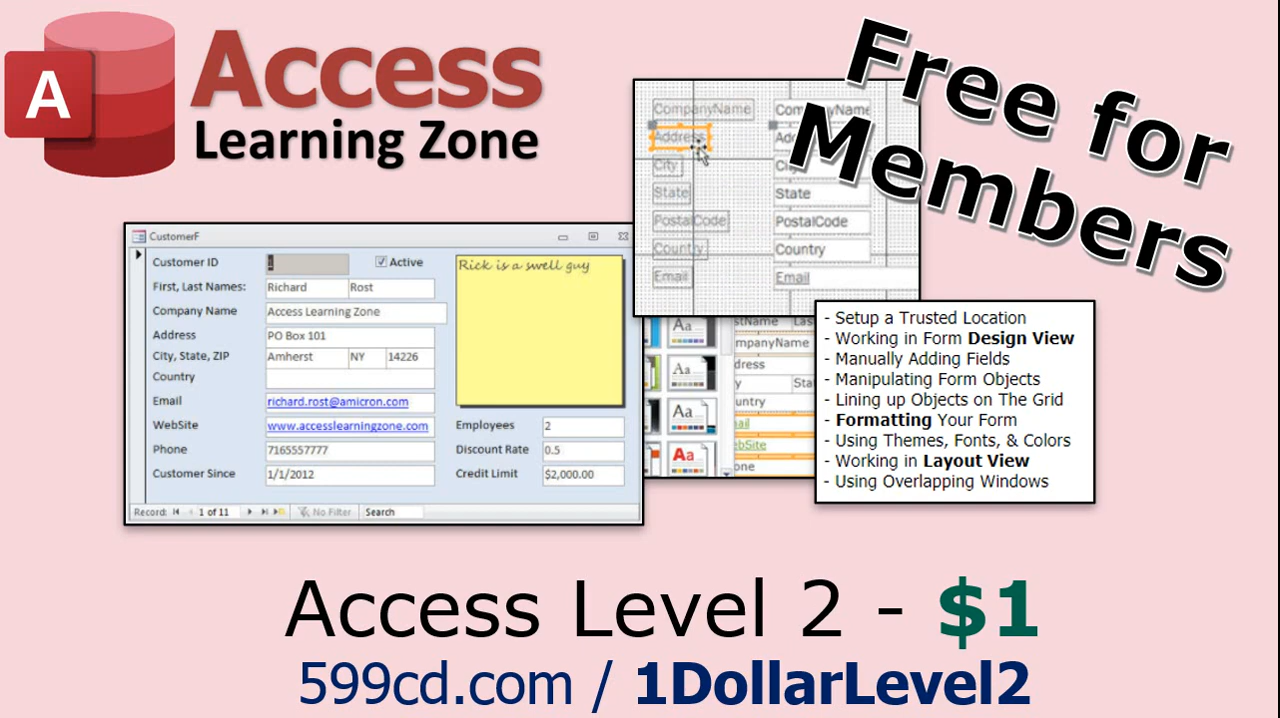 A
Access
Learning Zone
Free for
Members
CompanyName
CompanyName
Address
City
State
State
PostalCode
PostalCode
Country
Country
Email
Email
CustomerF
Customer ID
Active
First, Last Names:
Richard
Rost
Company Name
Access Learning Zone
Address
PO Box 101
City, State, ZIP
Amherst
NY
14226
Country
Email
richard.rost@amicron.com
WebSite
www.accesslearningzone.com
Phone
7165557777
Customer Since
1/1/2012
Rick is a swell guy
Employees
2
Discount Rate
0.5
Credit Limit
$2,000.00
Record:
1 of 11
No Filter
Search
Aa
Aa
Aa
Aa
- Setup a Trusted Location
- Working in Form Design View
- Manually Adding Fields
- Manipulating Form Objects
- Lining up Objects on The Grid
- Formatting Your Form
- Using Themes, Fonts, & Colors
- Working in Layout View
- Using Overlapping Windows
Access Level 2 - $1
599cd.com / 1DollarLevel2